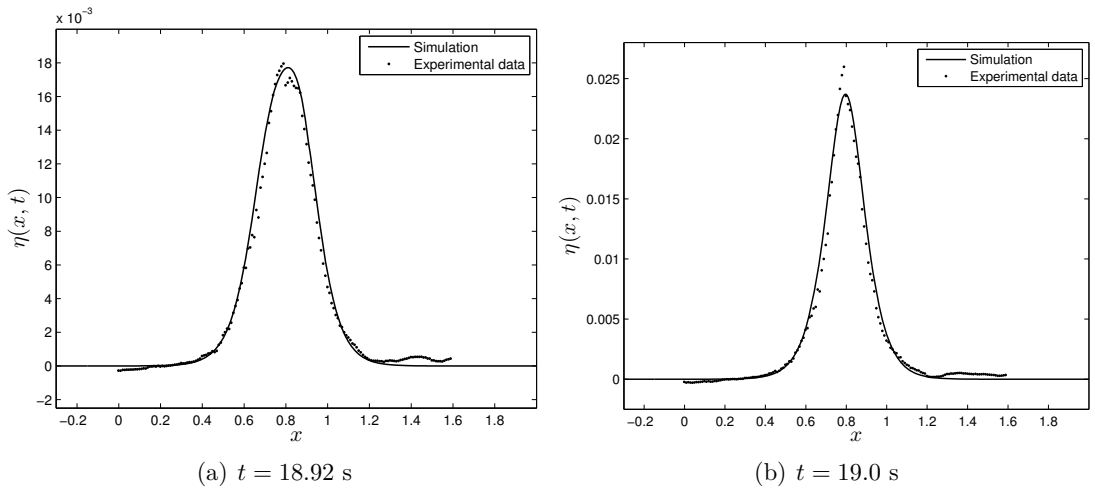 x 10⁻³
18
16
14
12
10
8
6
4
2
0
−2
η(x, t)
−0.2 0 0.2 0.4 0.6 0.8 1 1.2 1.4 1.6 1.8
x
Simulation
Experimental data
(a) t = 18.92 s
0.025
0.02
0.015
0.01
0.005
0
η(x, t)
−0.2 0 0.2 0.4 0.6 0.8 1 1.2 1.4 1.6 1.8
x
Simulation
Experimental data
(b) t = 19.0 s